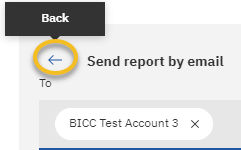 Back
Send report by email
To
BICC Test Account 3